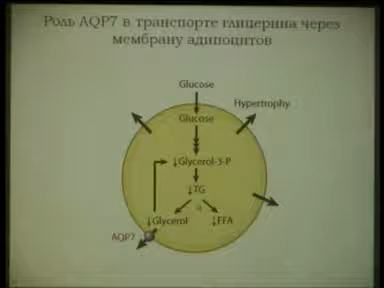 Роль AQP7 в транспорте глицерина через
мембрану адипоцитов
Glucose
Glucose
Hypertrophy
↓Glycerol-3-P
↓TG
↓Glycerol
↓FFA
AQP7